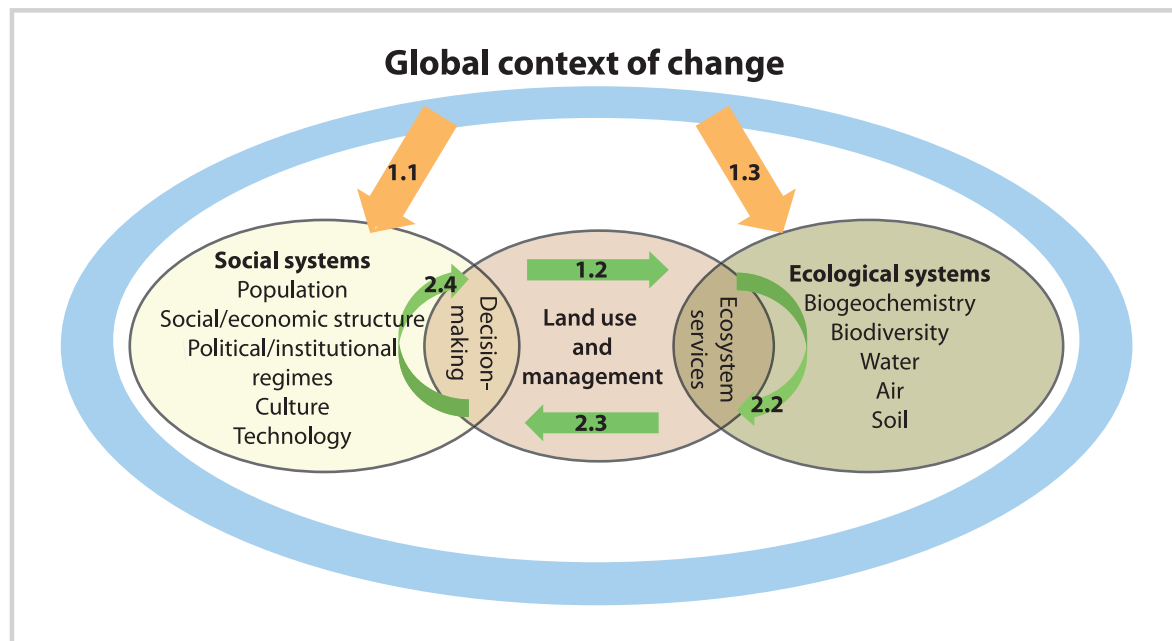 Global context of change
1.1
1.3
Social systems
Population
Social/economic structure
Political/institutional
regimes
Culture
Technology
2.4
Decision-
making
1.2
Land use
and
management
2.3
Ecosystem
services
2.2
Ecological systems
Biogeochemistry
Biodiversity
Water
Air
Soil